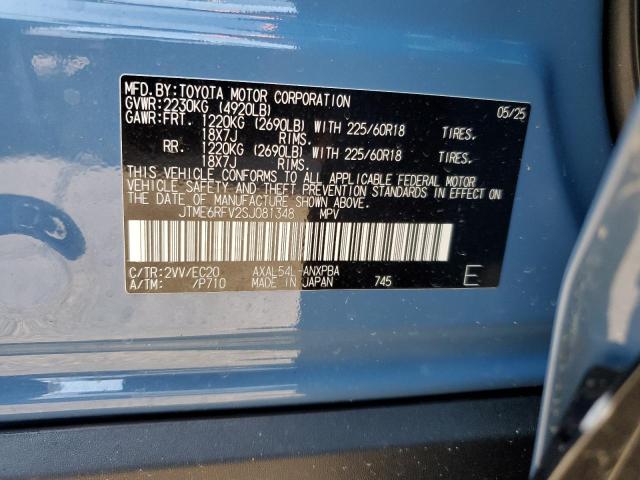 MFD.BY:TOYOTA MOTOR CORPORATION 05/25
GVWR:2230KG (4920LB)
GAWR:FRT. 1220KG (2690LB) WITH 225/60R18 TIRES.
18X7J RIMS.
RR. 1220KG (2690LB) WITH 225/60R18 TIRES.
18X7J RIMS.
THIS VEHICLE CONFORMS TO ALL APPLICABLE FEDERAL MOTOR
VEHICLE SAFETY AND THEFT PREVENTION STANDARDS IN EFFECT ON
THE DATE OF MANUFACTURE SHOWN ABOVE.
JTME6RFV2SJ081348 MPV
C/TR:2VV/EC20 AXAL54L-ANXPBA
A/TM: /P710 MADE IN JAPAN 745 E